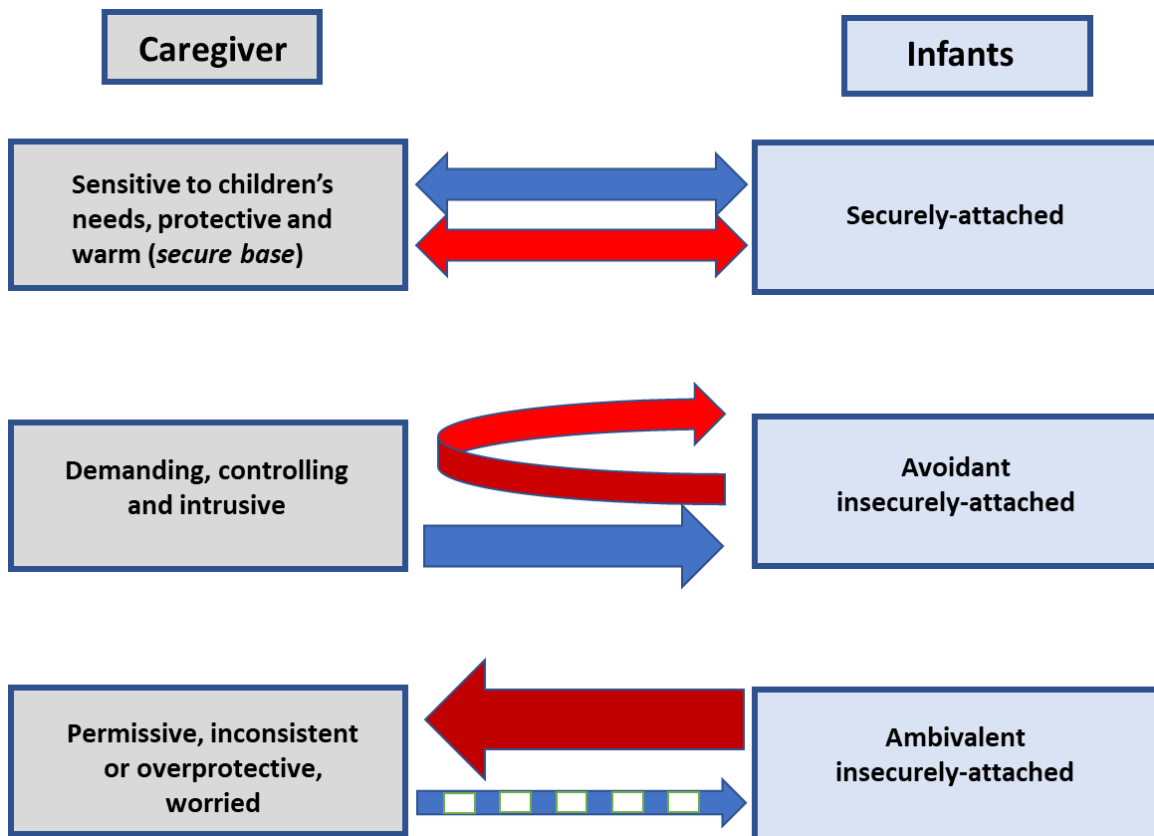 Caregiver
Infants
Sensitive to children’s
needs, protective and
warm (secure base)
Securely-attached
Demanding, controlling
and intrusive
Avoidant
insecurely-attached
Permissive, inconsistent
or overprotective,
worried
Ambivalent
insecurely-attached